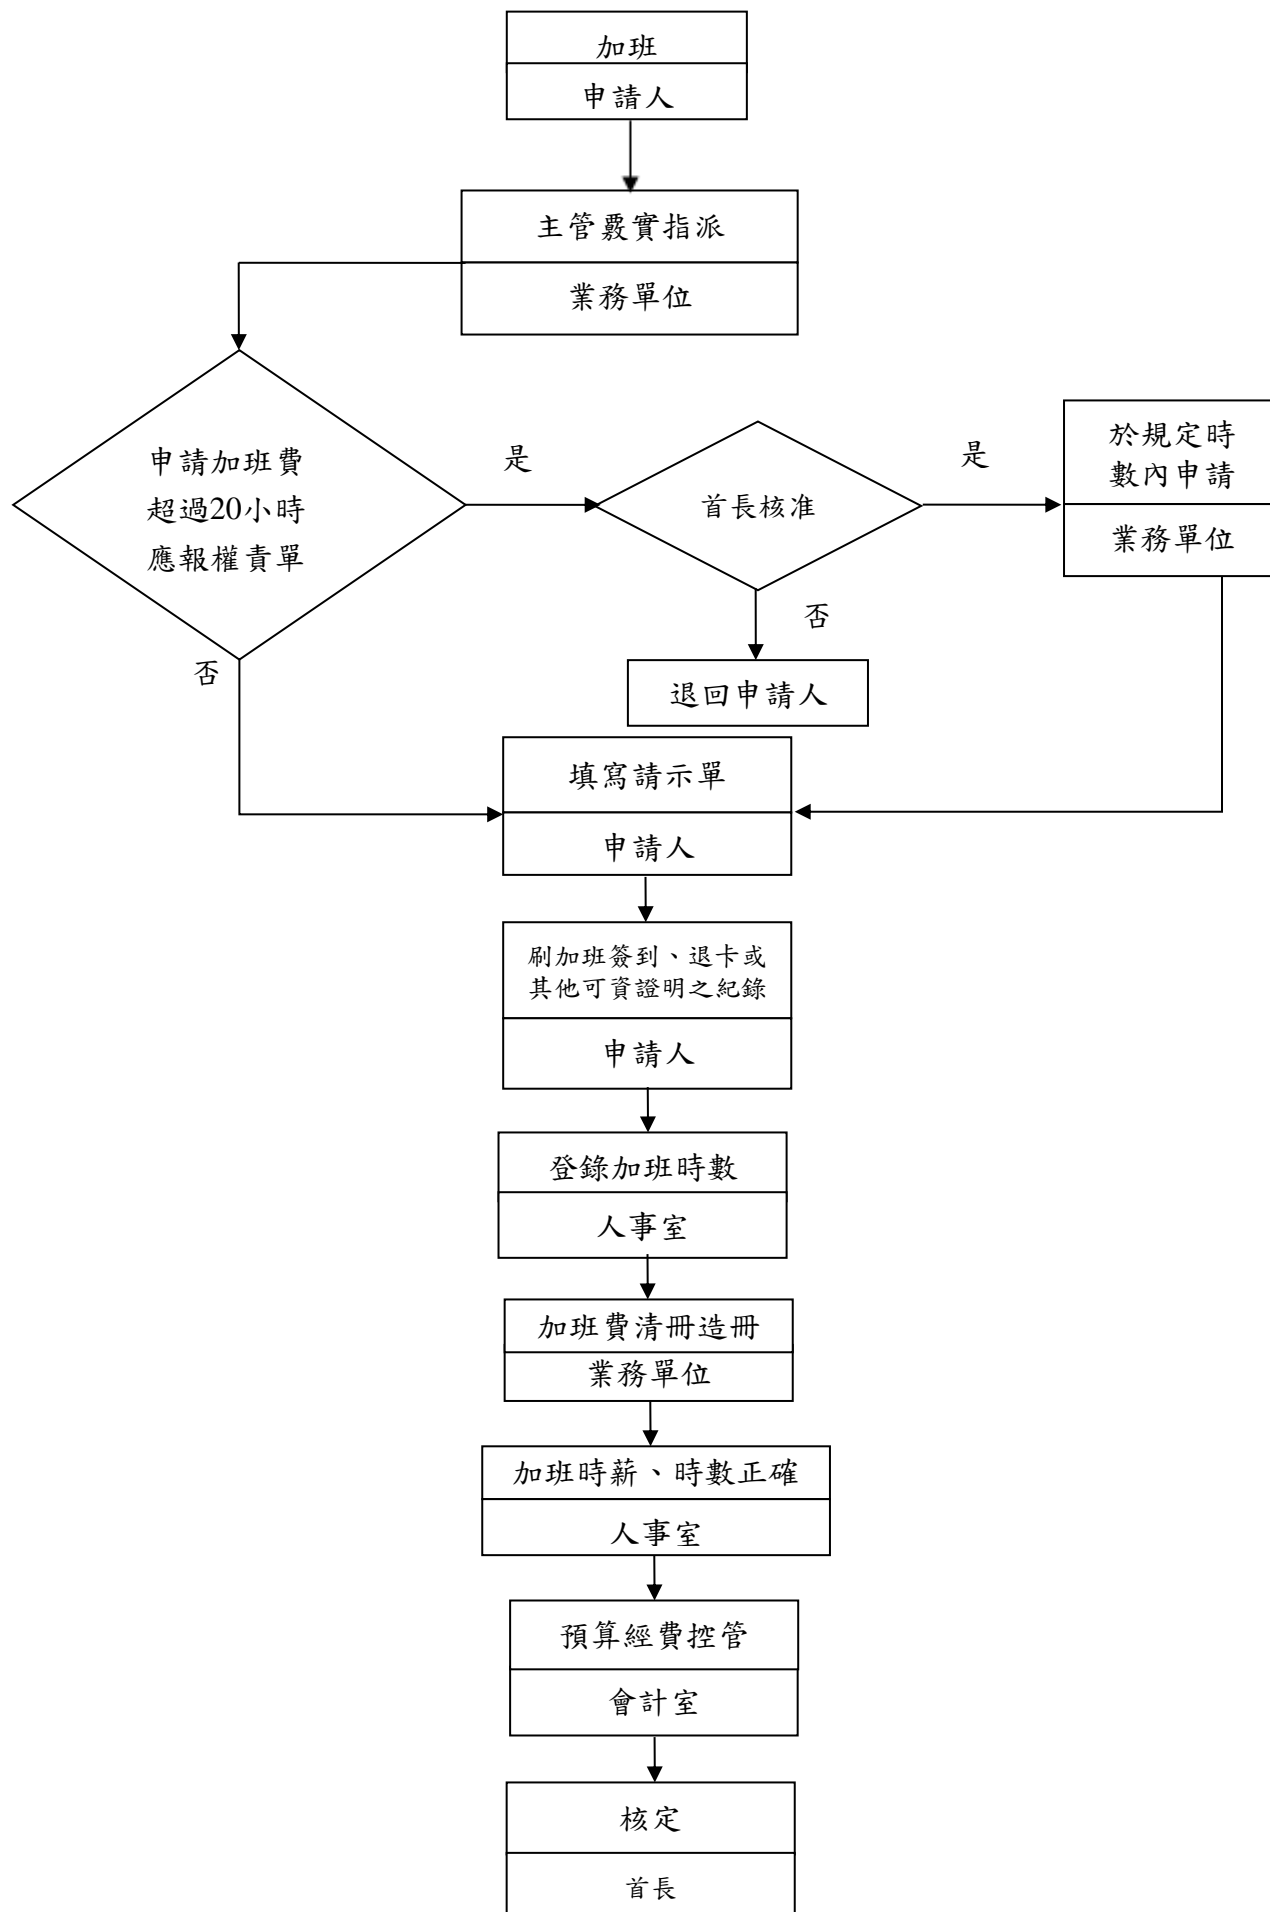 加班
申請人
主管覈實指派
業務單位
申請加班費
超過20小時
應報權責單
是
首長核准
是
於規定時
數內申請
業務單位
否
否
退回申請人
填寫請示單
申請人
刷加班簽到、退卡或
其他可資證明之紀錄
申請人
登錄加班時數
人事室
加班費清冊造冊
業務單位
加班時薪、時數正確
人事室
預算經費控管
會計室
核定
首長